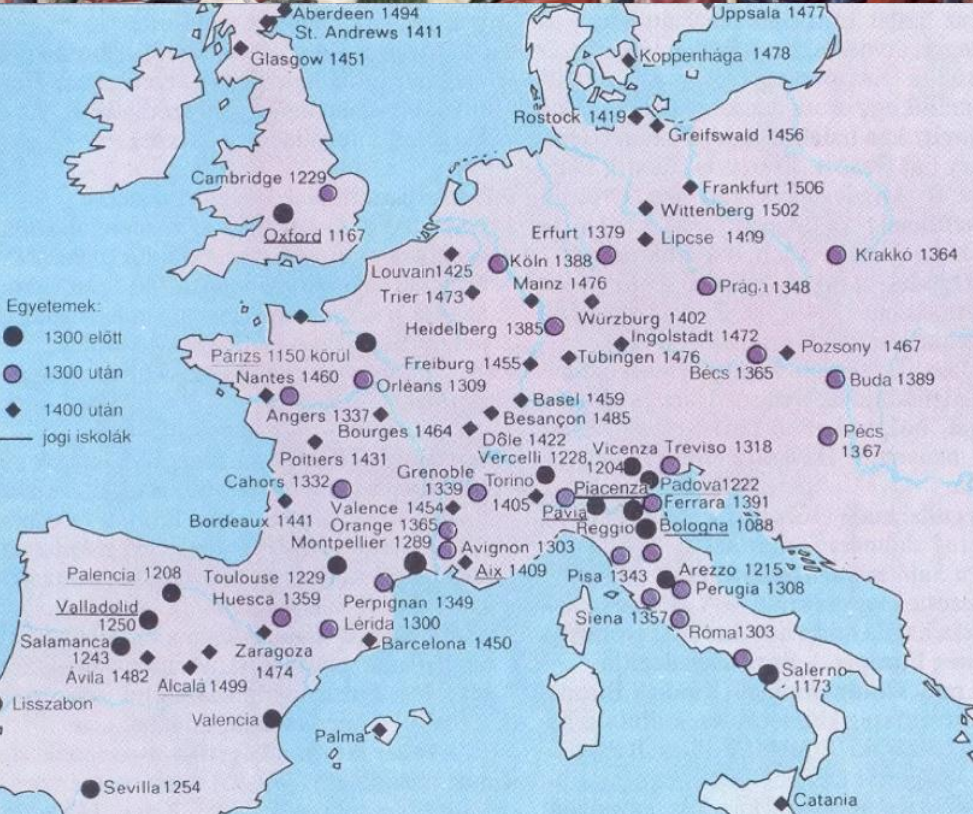 Aberdeen 1494
St. Andrews 1411
Glasgow 1451
Uppsala 1477
Koppenhága 1478
Rostock 1419
Greifswald 1456
Cambridge 1229
Oxford 1167
Frankfurt 1506
Wittenberg 1502
Erfurt 1379
Lipcse 1409
Krakkó 1364
Louvain 1425
Köln 1388
Trier 1473
Mainz 1476
Prága 1348
Heidelberg 1385
Würzburg 1402
Ingolstadt 1472
Egyetemek:
1300 előtt
1300 után
1400 után
jogi iskolák
Párizs 1150 körül
Freiburg 1455
Tübingen 1476
Bécs 1365
Pozsony 1467
Nantes 1460
Orléans 1309
Buda 1389
Basel 1459
Angers 1337
Besançon 1485
Bourges 1464
Dôle 1422
Pécs
1367
Poitiers 1431
Vercelli 1228
Vicenza
1204
Treviso 1318
Cahors 1332
Grenoble
1339
Torino
1405
Piacenza
Padova 1222
Bordeaux 1441
Valence 1454
Pavia
Ferrara 1391
Orange 1365
Reggio
Bologna 1088
Montpellier 1289
Avignon 1303
Aix 1409
Palencia 1208
Toulouse 1229
Pisa 1343
Arezzo 1215
Perugia 1308
Valladolid
1250
Huesca 1359
Perpignan 1349
Lérida 1300
Siena 1357
Róma 1303
Salamanca
1243
Barcelona 1450
Ávila 1482
Zaragoza
1474
Alcalá 1499
Salerno
1173
Lisszabon
Valencia
Palma
Sevilla 1254
Catania